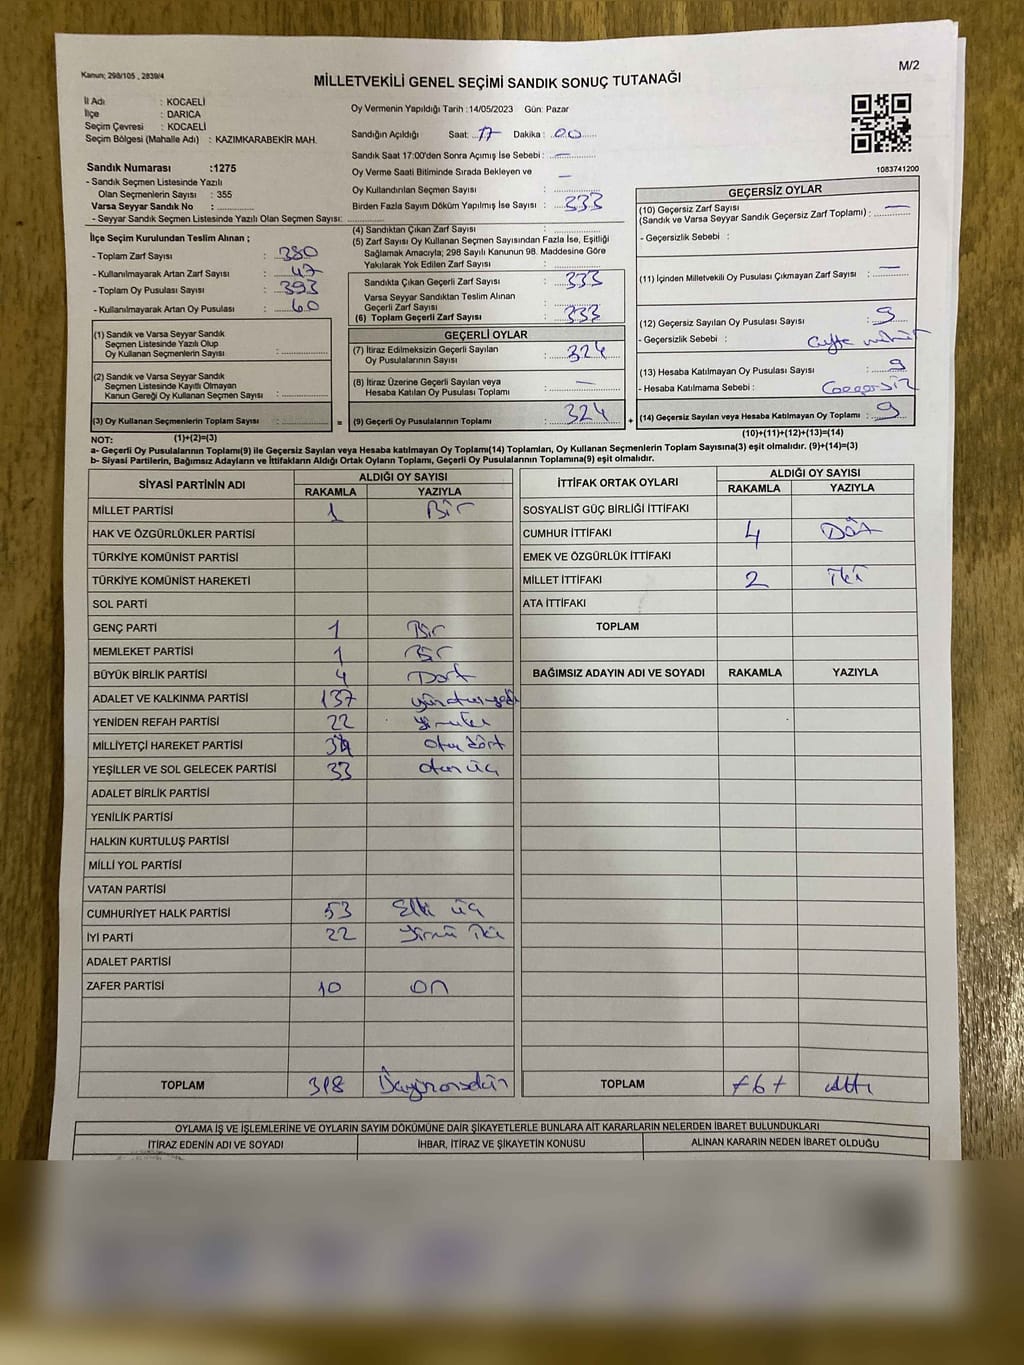 Kanun; 298/105 , 2839/4
M/2
MİLLETVEKİLİ GENEL SEÇİMİ SANDIK SONUÇ TUTANAĞI
İl Adı : KOCAELİ
İlçe : DARICA
Seçim Çevresi : KOCAELİ
Seçim Bölgesi (Mahalle Adı) : KAZIMKARABEKİR MAH.
Sandık Numarası :1275
- Sandık Seçmen Listesinde Yazılı
Olan Seçmenlerin Sayısı : 355
Varsa Seyyar Sandık No :
- Seyyar Sandık Seçmen Listesinde Yazılı Olan Seçmen Sayısı:
Oy Vermenin Yapıldığı Tarih :14/05/2023 Gün: Pazar
Sandığın Açıldığı Saat: 17 Dakika : 00
Sandık Saat 17:00'den Sonra Açımış İse Sebebi : —
Oy Verme Saati Bitiminde Sırada Bekleyen ve
Oy Kullandırılan Seçmen Sayısı : —
Birden Fazla Sayım Döküm Yapılmış İse Sayısı : 333
1083741200
İlçe Seçim Kurulundan Teslim Alınan ;
- Toplam Zarf Sayısı : 380
- Kullanılmayarak Artan Zarf Sayısı : 47
- Toplam Oy Pusulası Sayısı : 393
- Kullanılmayarak Artan Oy Pusulası : 60
(1) Sandık ve Varsa Seyyar Sandık
Seçmen Listesinde Yazılı Olup
Oy Kullanan Seçmenlerin Sayısı :
(2) Sandık ve Varsa Seyyar Sandık
Seçmen Listesinde Kayıtlı Olmayan
Kanun Gereği Oy Kullanan Seçmen Sayısı :
(3) Oy Kullanan Seçmenlerin Toplam Sayısı :
(4) Sandıktan Çıkan Zarf Sayısı :
(5) Zarf Sayısı Oy Kullanan Seçmen Sayısından Fazla İse, Eşitliği
Sağlamak Amacıyla; 298 Sayılı Kanunun 98. Maddesine Göre
Yakılarak Yok Edilen Zarf Sayısı :
Sandıkta Çıkan Geçerli Zarf Sayısı : 333
Varsa Seyyar Sandıktan Teslim Alınan
Geçerli Zarf Sayısı :
(6) Toplam Geçerli Zarf Sayısı : 333
GEÇERLİ OYLAR
(7) İtiraz Edilmeksizin Geçerli Sayılan
Oy Pusulalarının Sayısı : 324
(8) İtiraz Üzerine Geçerli Sayılan veya
Hesaba Katılan Oy Pusulası Toplamı : —
= (9) Geçerli Oy Pusulalarının Toplamı : 324 +
GEÇERSİZ OYLAR
(10) Geçersiz Zarf Sayısı
(Sandık ve Varsa Seyyar Sandık Geçersiz Zarf Toplamı) : —
- Geçersizlik Sebebi :
(11) İçinden Milletvekili Oy Pusulası Çıkmayan Zarf Sayısı : —
(12) Geçersiz Sayılan Oy Pusulası Sayısı : 9
- Geçersizlik Sebebi :
(13) Hesaba Katılmayan Oy Pusulası Sayısı : 9
- Hesaba Katılmama Sebebi : Geçersiz
(14) Geçersiz Sayılan veya Hesaba Katılmayan Oy Toplamı : 9
NOT: (1)+(2)=(3)
(10)+(11)+(12)+(13)=(14)
a- Geçerli Oy Pusulasının Toplamı(9) ile Geçersiz Sayılan veya Hesaba katılmayan Oy Toplamı(14) Toplamları, Oy Kullanan Seçmenlerin Toplam Sayısına(3) eşit olmalıdır. (9)+(14)=(3)
b- Siyasi Partilerin, Bağımsız Adayların ve İttifakların Aldığı Ortak Oyların Toplamı, Geçerli Oy Pusulalarının Toplamına(9) eşit olmalıdır.
SİYASİ PARTİNİN ADI ALDIĞI OY SAYISI
RAKAMLA YAZIYLA
MİLLET PARTİSİ 1 Bir
HAK VE ÖZGÜRLÜKLER PARTİSİ
TÜRKİYE KOMÜNİST PARTİSİ
TÜRKİYE KOMÜNİST HAREKETİ
SOL PARTİ
GENÇ PARTİ 1 Bir
MEMLEKET PARTİSİ 1 Bir
BÜYÜK BİRLİK PARTİSİ 4 Dört
ADALET VE KALKINMA PARTİSİ 137
YENİDEN REFAH PARTİSİ 22
MİLLİYETÇİ HAREKET PARTİSİ 34 otuz dört
YEŞİLLER VE SOL GELECEK PARTİSİ 33 otuz üç
ADALET BİRLİK PARTİSİ
YENİLİK PARTİSİ
HALKIN KURTULUŞ PARTİSİ
MİLLİ YOL PARTİSİ
VATAN PARTİSİ
CUMHURİYET HALK PARTİSİ 53 Elli üç
İYİ PARTİ 22 Yirmi iki
ADALET PARTİSİ
ZAFER PARTİSİ 10 on
TOPLAM 318
İTTİFAK ORTAK OYLARI ALDIĞI OY SAYISI
RAKAMLA YAZIYLA
SOSYALİST GÜÇ BİRLİĞİ İTTİFAKI
CUMHUR İTTİFAKI 4 Dört
EMEK VE ÖZGÜRLÜK İTTİFAKI
MİLLET İTTİFAKI 2 İki
ATA İTTİFAKI
TOPLAM
BAĞIMSIZ ADAYIN ADI VE SOYADI RAKAMLA YAZIYLA
TOPLAM 6 altı
OYLAMA İŞ VE İŞLEMLERİNE VE OYLARIN SAYIM DÖKÜMÜNE DAİR ŞİKAYETLERLE BUNLARA AİT KARARLARIN NELERDEN İBARET BULUNDUKLARI
İTİRAZ EDENİN ADI VE SOYADI İHBAR, İTİRAZ VE ŞİKAYETİN KONUSU ALINAN KARARIN NEDEN İBARET OLDUĞU